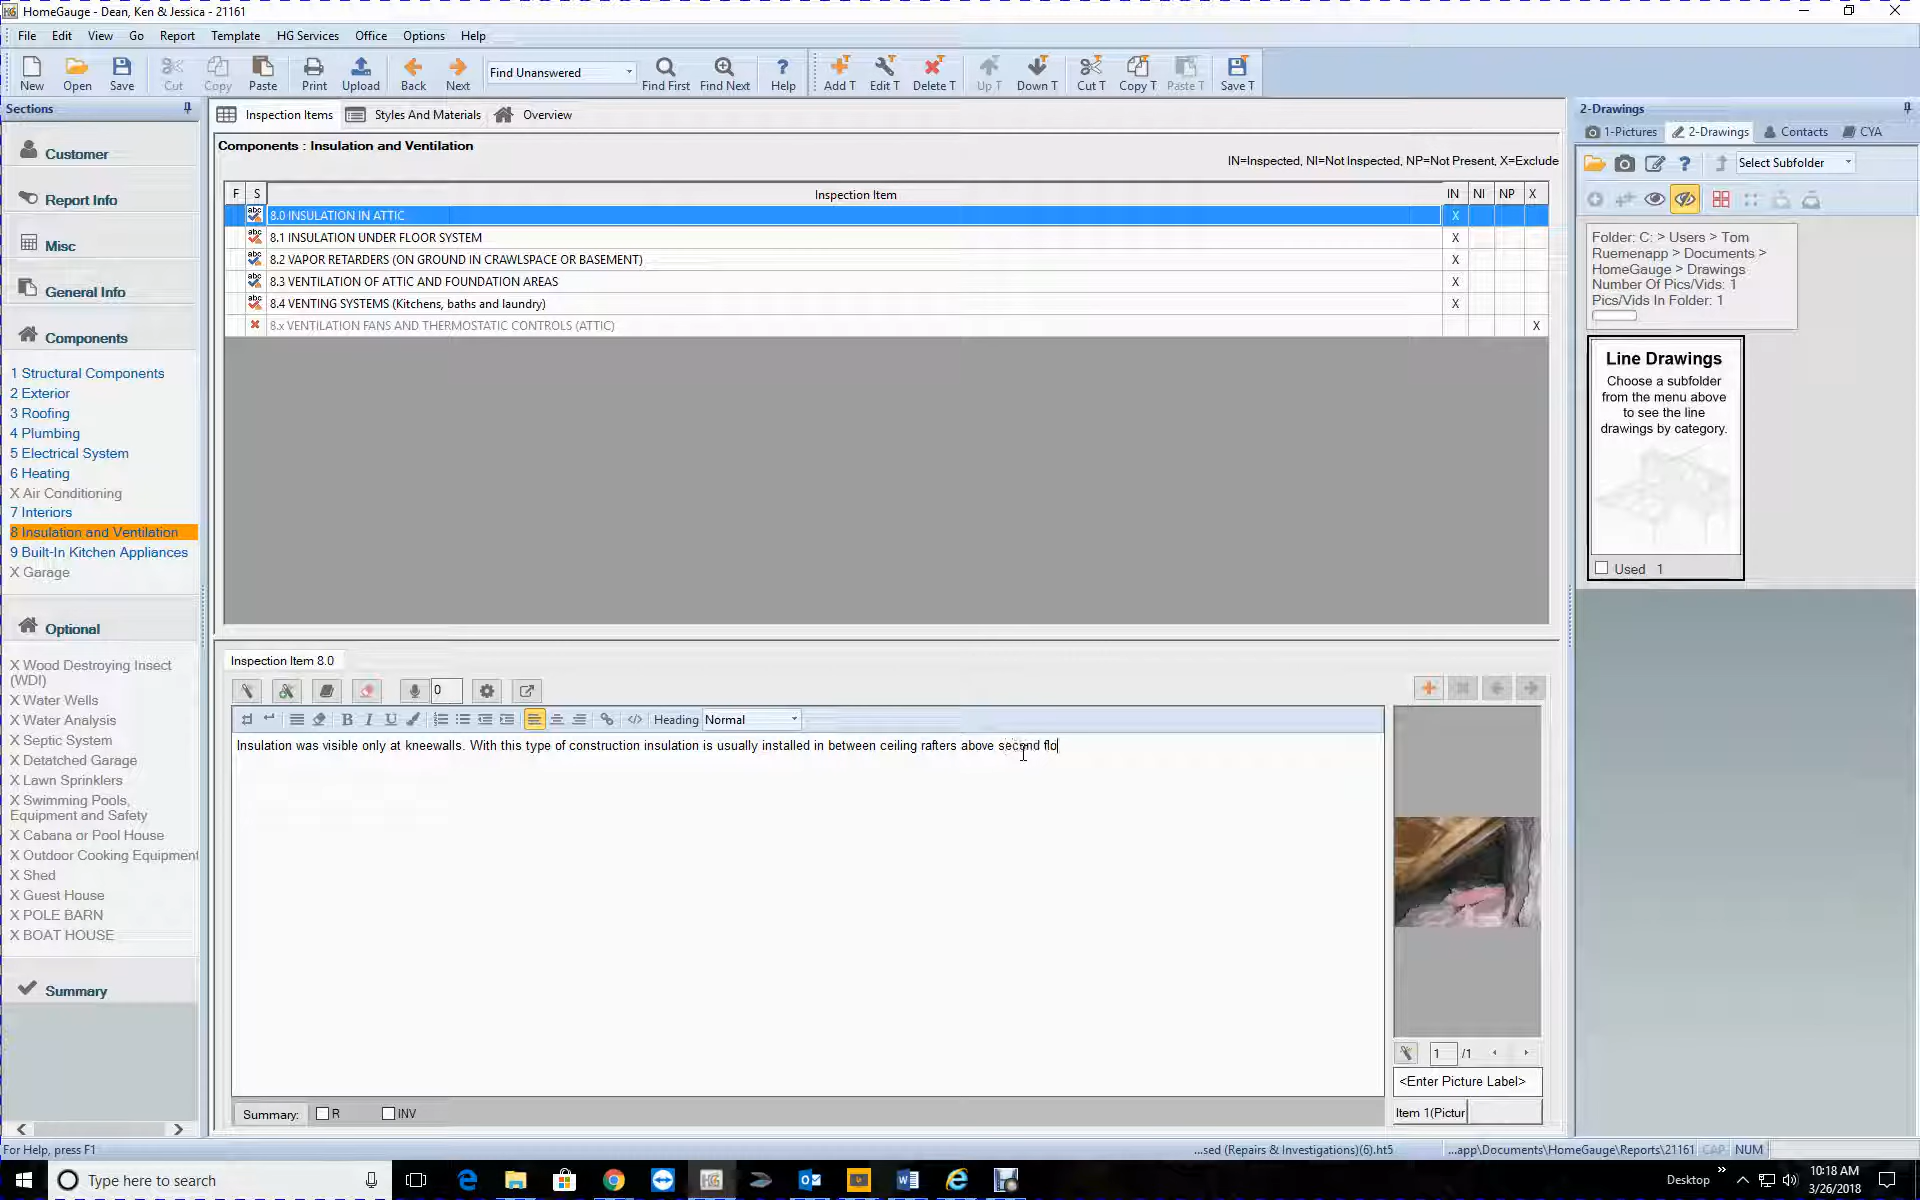 HomeGauge - Dean, Ken & Jessica - 21161
File Edit View Go Report Template HG Services Office Options Help
New Open Save Cut Copy Paste Print Upload Back Next Find Unanswered Find First Find Next Help Add T Edit T Delete T Up T Down T Cut T Copy T Paste T Save T
Sections
Customer
Report Info
Misc
General Info
Components
1 Structural Components
2 Exterior
3 Roofing
4 Plumbing
5 Electrical System
6 Heating
X Air Conditioning
7 Interiors
8 Insulation and Ventilation
9 Built-In Kitchen Appliances
X Garage
Optional
X Wood Destroying Insect
(WDI)
X Water Wells
X Water Analysis
X Septic System
X Detatched Garage
X Lawn Sprinklers
X Swimming Pools,
Equipment and Safety
X Cabana or Pool House
X Outdoor Cooking Equipment
X Shed
X Guest House
X POLE BARN
X BOAT HOUSE
Summary
Inspection Items Styles And Materials Overview
Components : Insulation and Ventilation
IN=Inspected, NI=Not Inspected, NP=Not Present, X=Exclude
F S Inspection Item IN NI NP X
abc 8.0 INSULATION IN ATTIC X
abc 8.1 INSULATION UNDER FLOOR SYSTEM X
abc 8.2 VAPOR RETARDERS (ON GROUND IN CRAWLSPACE OR BASEMENT) X
abc 8.3 VENTILATION OF ATTIC AND FOUNDATION AREAS X
abc 8.4 VENTING SYSTEMS (Kitchens, baths and laundry) X
8.x VENTILATION FANS AND THERMOSTATIC CONTROLS (ATTIC) X
Inspection Item 8.0
0
B I U Heading Normal
Insulation was visible only at kneewalls. With this type of construction insulation is usually installed in between ceiling rafters above second flo
1 /1
<Enter Picture Label>
Item 1(Pictur
Summary: R INV
2-Drawings
1-Pictures 2-Drawings Contacts CYA
Select Subfolder
Folder: C: > Users > Tom
Ruemenapp > Documents >
HomeGauge > Drawings
Number Of Pics/Vids: 1
Pics/Vids In Folder: 1
Line Drawings
Choose a subfolder
from the menu above
to see the line
drawings by category.
Used 1
For Help, press F1
...sed (Repairs & Investigations)(6).ht5 ...app\Documents\HomeGauge\Reports\21161 CAP NUM
Type here to search
Desktop
10:18 AM
3/26/2018